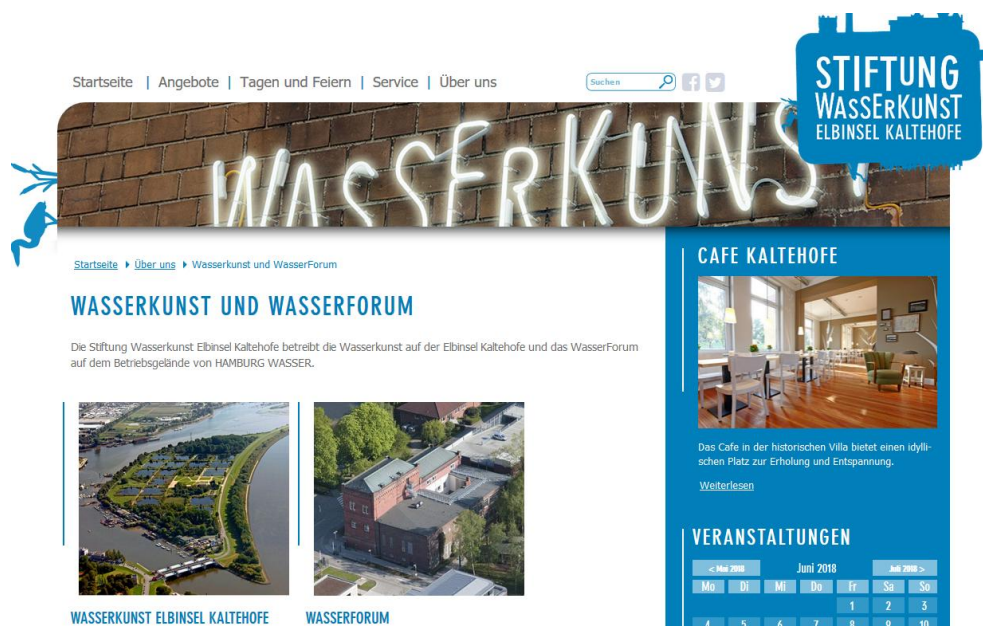 Startseite | Angebote | Tagen und Feiern | Service | Über uns
Suchen
STIFTUNG
WASSERKUNST
ELBINSEL KALTEHOFE
WASSERKUNST
Startseite Über uns Wasserkunst und WasserForum
WASSERKUNST UND WASSERFORUM
Die Stiftung Wasserkunst Elbinsel Kaltehofe betreibt die Wasserkunst auf der Elbinsel Kaltehofe und das WasserForum
auf dem Betriebsgelände von HAMBURG WASSER.
WASSERKUNST ELBINSEL KALTEHOFE
WASSERFORUM
CAFE KALTEHOFE
Das Cafe in der historischen Villa bietet einen idylli-
schen Platz zur Erholung und Entspannung.
Weiterlesen
VERANSTALTUNGEN
< Mai 2018 Juni 2018 Juli 2018 >
Mo Di Mi Do Fr Sa So
1 2 3
4 5 6 7 8 9 10